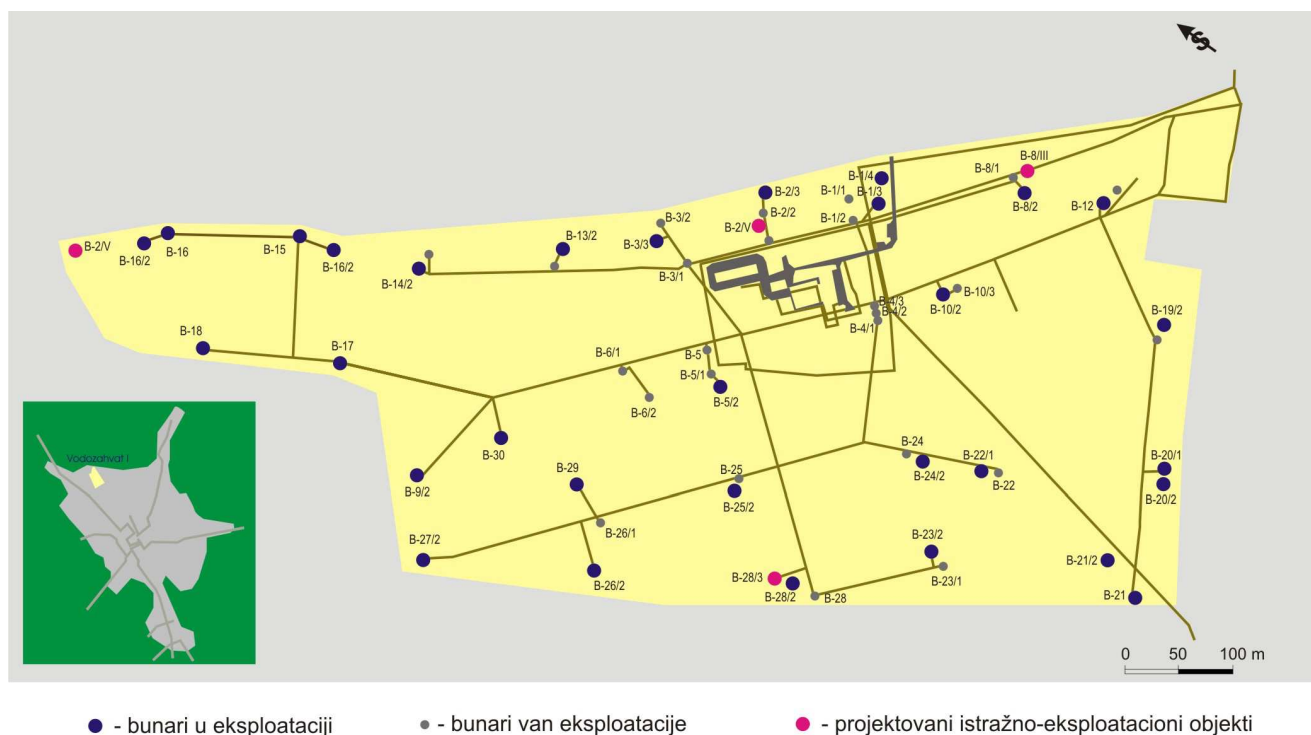 S
B-8/III
B-8/1
B-1/4
B-1/1
B-1/3
B-2/3
B-8/2
B-12
B-2/2
B-1/2
B-3/2
B-2/V
B-13/2
B-3/3
B-16
B-15
B-2/V
B-16/2
B-16/2
B-14/2
B-3/1
B-10/3
B-10/2
B-4/3
B-4/2
B-4/1
B-19/2
B-18
B-17
B-6/1
B-5
B-5/1
B-5/2
B-6/2
B-30
Vodozahvat I
B-24
B-22/1
B-24/2
B-22
B-20/1
B-20/2
B-29
B-25
B-25/2
B-9/2
B-26/1
B-27/2
B-23/2
B-21/2
B-26/2
B-28/3
B-28/2
B-28
B-23/1
B-21
0 50 100 m
- bunari u eksploataciji
- bunari van eksploatacije
- projektovani istražno-eksploatacioni objekti